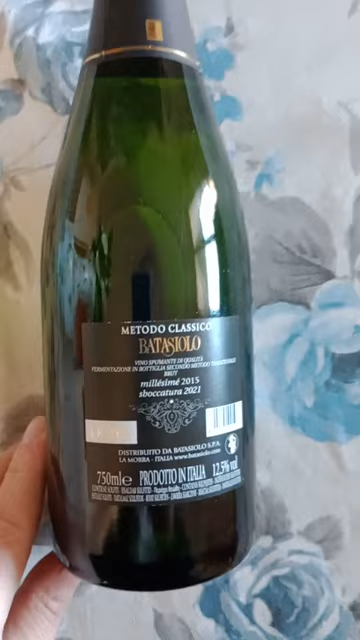 METODO CLASSICO
BATASIOLO
VINO SPUMANTE DI QUALITÀ
FERMENTAZIONE IN BOTTIGLIA SECONDO METODO TRADIZIONALE
BRUT
millésimé 2015
sboccatura 2021
DISTRIBUITO DA BATASIOLO S.P.A.
LA MORRA - ITALIA www.batasiolo.com
750ml e PRODOTTO IN ITALIA 12,5% vol